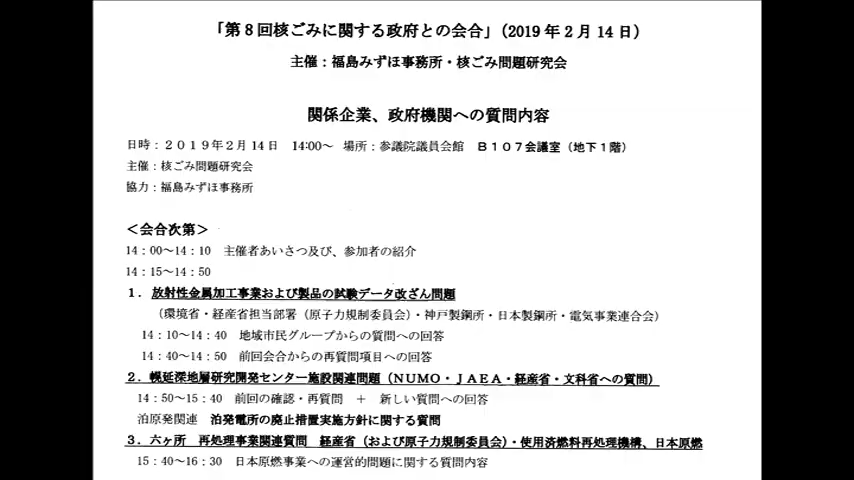 「第８回核ごみに関する政府との会合」（2019年２月14日）
主催：福島みずほ事務所・核ごみ問題研究会
関係企業、政府機関への質問内容
日時：２０１９年２月14日　14:00～　場所：参議院議員会館　Ｂ１０７会議室（地下１階）
主催：核ごみ問題研究会
協力：福島みずほ事務所
＜会合次第＞
14：00～14：10　主催者あいさつ及び、参加者の紹介
14：15～14：50
１．放射性金属加工事業および製品の試験データ改ざん問題
（環境省・経産省担当部署（原子力規制委員会）・神戸製鋼所・日本製鋼所・電気事業連合会）
14：10～14：40　地域市民グループからの質問への回答
14：40～14：50　前回会合からの再質問項目への回答
２．幌延深地層研究開発センター施設関連問題（ＮＵＭＯ・ＪＡＥＡ・経産省・文科省への質問）
14：50～15：40　前回の確認・再質問　＋　新しい質問への回答
泊原発関連　泊発電所の廃止措置実施方針に関する質問
３．六ヶ所　再処理事業関連質問　経産省（および原子力規制委員会）・使用済燃料再処理機構、日本原燃
15：40～16：30　日本原燃事業への運営的問題に関する質問内容